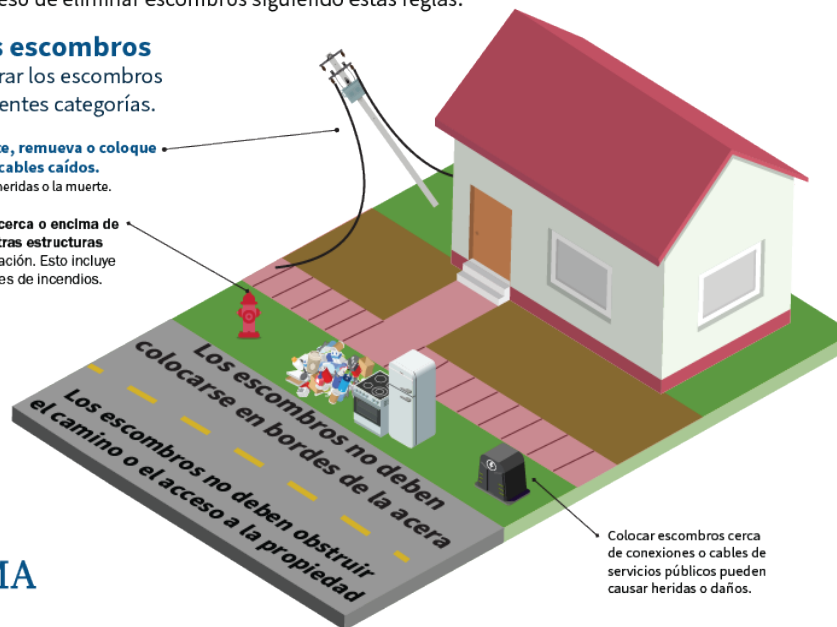 eso de eliminar escombros siguiendo estas reglas:
s escombros
rar los escombros
entes categorías.
te, remueva o coloque
cables caídos.
heridas o la muerte.
cerca o encima de
tras estructuras
ación. Esto incluye
es de incendios.
Los escombros no deben
colocarse en bordes de la acera
Los escombros no deben obstruir
el camino o el acceso a la propiedad
Colocar escombros cerca
de conexiones o cables de
servicios públicos pueden
causar heridas o daños.
MA